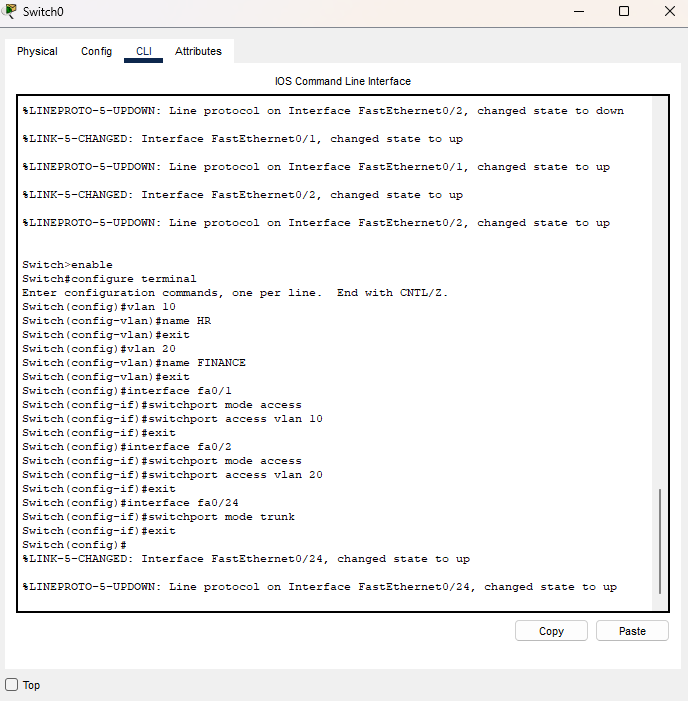 Switch0
Physical Config CLI Attributes
IOS Command Line Interface
%LINEPROTO-5-UPDOWN: Line protocol on Interface FastEthernet0/2, changed state to down
%LINK-5-CHANGED: Interface FastEthernet0/1, changed state to up
%LINEPROTO-5-UPDOWN: Line protocol on Interface FastEthernet0/1, changed state to up
%LINK-5-CHANGED: Interface FastEthernet0/2, changed state to up
%LINEPROTO-5-UPDOWN: Line protocol on Interface FastEthernet0/2, changed state to up
Switch>enable
Switch#configure terminal
Enter configuration commands, one per line.  End with CNTL/Z.
Switch(config)#vlan 10
Switch(config-vlan)#name HR
Switch(config-vlan)#exit
Switch(config)#vlan 20
Switch(config-vlan)#name FINANCE
Switch(config-vlan)#exit
Switch(config)#interface fa0/1
Switch(config-if)#switchport mode access
Switch(config-if)#switchport access vlan 10
Switch(config-if)#exit
Switch(config)#interface fa0/2
Switch(config-if)#switchport mode access
Switch(config-if)#switchport access vlan 20
Switch(config-if)#exit
Switch(config)#interface fa0/24
Switch(config-if)#switchport mode trunk
Switch(config-if)#exit
Switch(config)#
%LINK-5-CHANGED: Interface FastEthernet0/24, changed state to up
%LINEPROTO-5-UPDOWN: Line protocol on Interface FastEthernet0/24, changed state to up
Copy Paste
Top